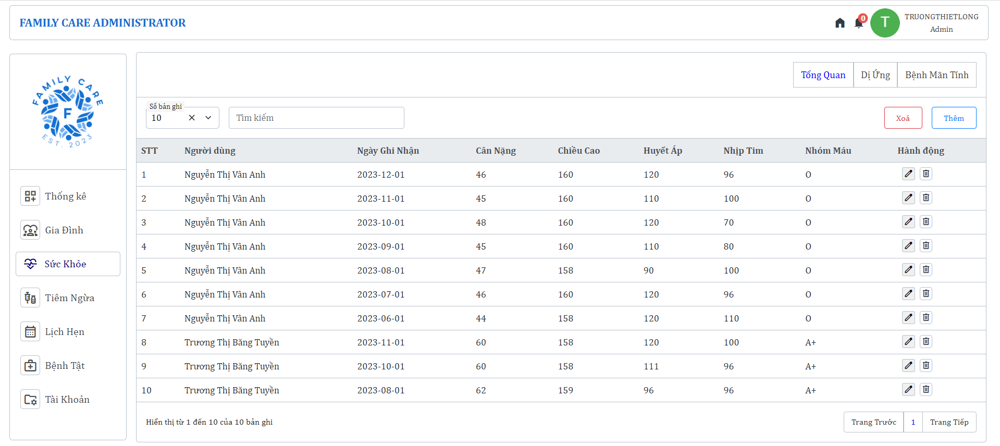 FAMILY CARE ADMINISTRATOR
0
T
TRUONGTHIETLONG
Admin
FAMILY CARE
F
EST. 2023
Thống kê
Gia Đình
Sức Khỏe
Tiêm Ngừa
Lịch Hẹn
Bệnh Tật
Tài Khoản
Tổng Quan Dị Ứng Bệnh Mãn Tính
Số bản ghi
10 Tìm kiếm Xoá Thêm
STT Người dùng Ngày Ghi Nhận Cân Nặng Chiều Cao Huyết Áp Nhịp Tim Nhóm Máu Hành động
1 Nguyễn Thị Vân Anh 2023-12-01 46 160 120 96 O
2 Nguyễn Thị Vân Anh 2023-11-01 45 160 110 100 O
3 Nguyễn Thị Vân Anh 2023-10-01 48 160 120 70 O
4 Nguyễn Thị Vân Anh 2023-09-01 45 160 110 80 O
5 Nguyễn Thị Vân Anh 2023-08-01 47 158 90 100 O
6 Nguyễn Thị Vân Anh 2023-07-01 46 160 120 96 O
7 Nguyễn Thị Vân Anh 2023-06-01 44 158 120 110 O
8 Trương Thị Băng Tuyền 2023-11-01 60 158 120 100 A+
9 Trương Thị Băng Tuyền 2023-10-01 60 158 111 96 A+
10 Trương Thị Băng Tuyền 2023-08-01 62 159 96 96 A+
Hiển thị từ 1 đến 10 của 10 bản ghi
Trang Trước 1 Trang Tiếp